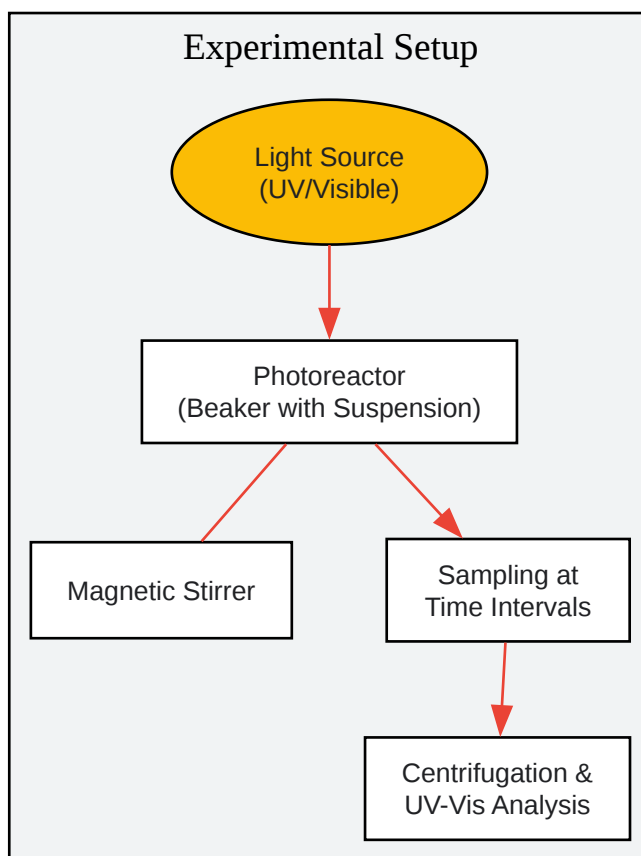 Experimental Setup
Light Source
(UV/Visible)
Photoreactor
(Beaker with Suspension)
Magnetic Stirrer
Sampling at
Time Intervals
Centrifugation &
UV-Vis Analysis